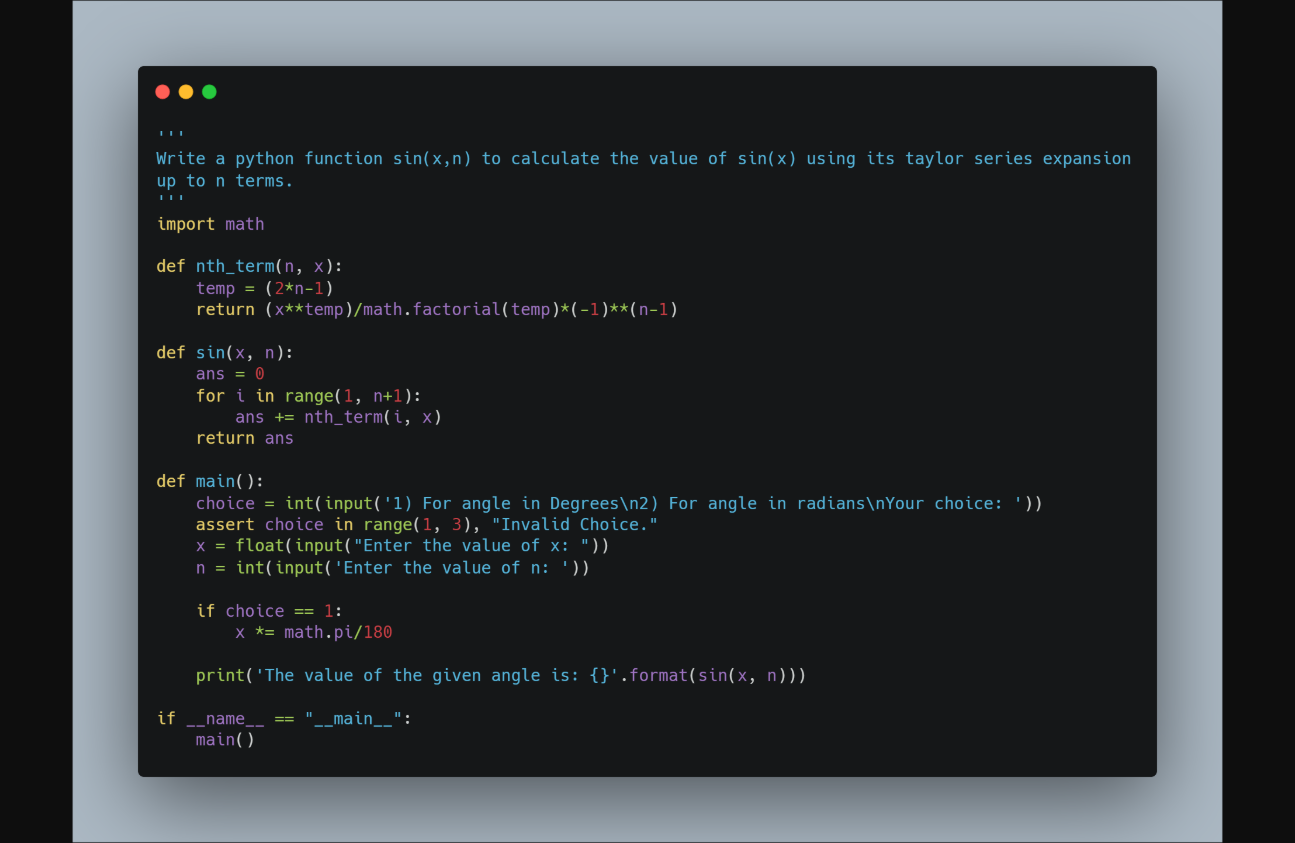 '''
Write a python function sin(x,n) to calculate the value of sin(x) using its taylor series expansion
up to n terms.
'''
import math

def nth_term(n, x):
    temp = (2*n-1)
    return (x**temp)/math.factorial(temp)*(-1)**(n-1)

def sin(x, n):
    ans = 0
    for i in range(1, n+1):
        ans += nth_term(i, x)
    return ans

def main():
    choice = int(input('1) For angle in Degrees\n2) For angle in radians\nYour choice: '))
    assert choice in range(1, 3), "Invalid Choice."
    x = float(input("Enter the value of x: "))
    n = int(input('Enter the value of n: '))

    if choice == 1:
        x *= math.pi/180

    print('The value of the given angle is: {}'.format(sin(x, n)))

if __name__ == "__main__":
    main()